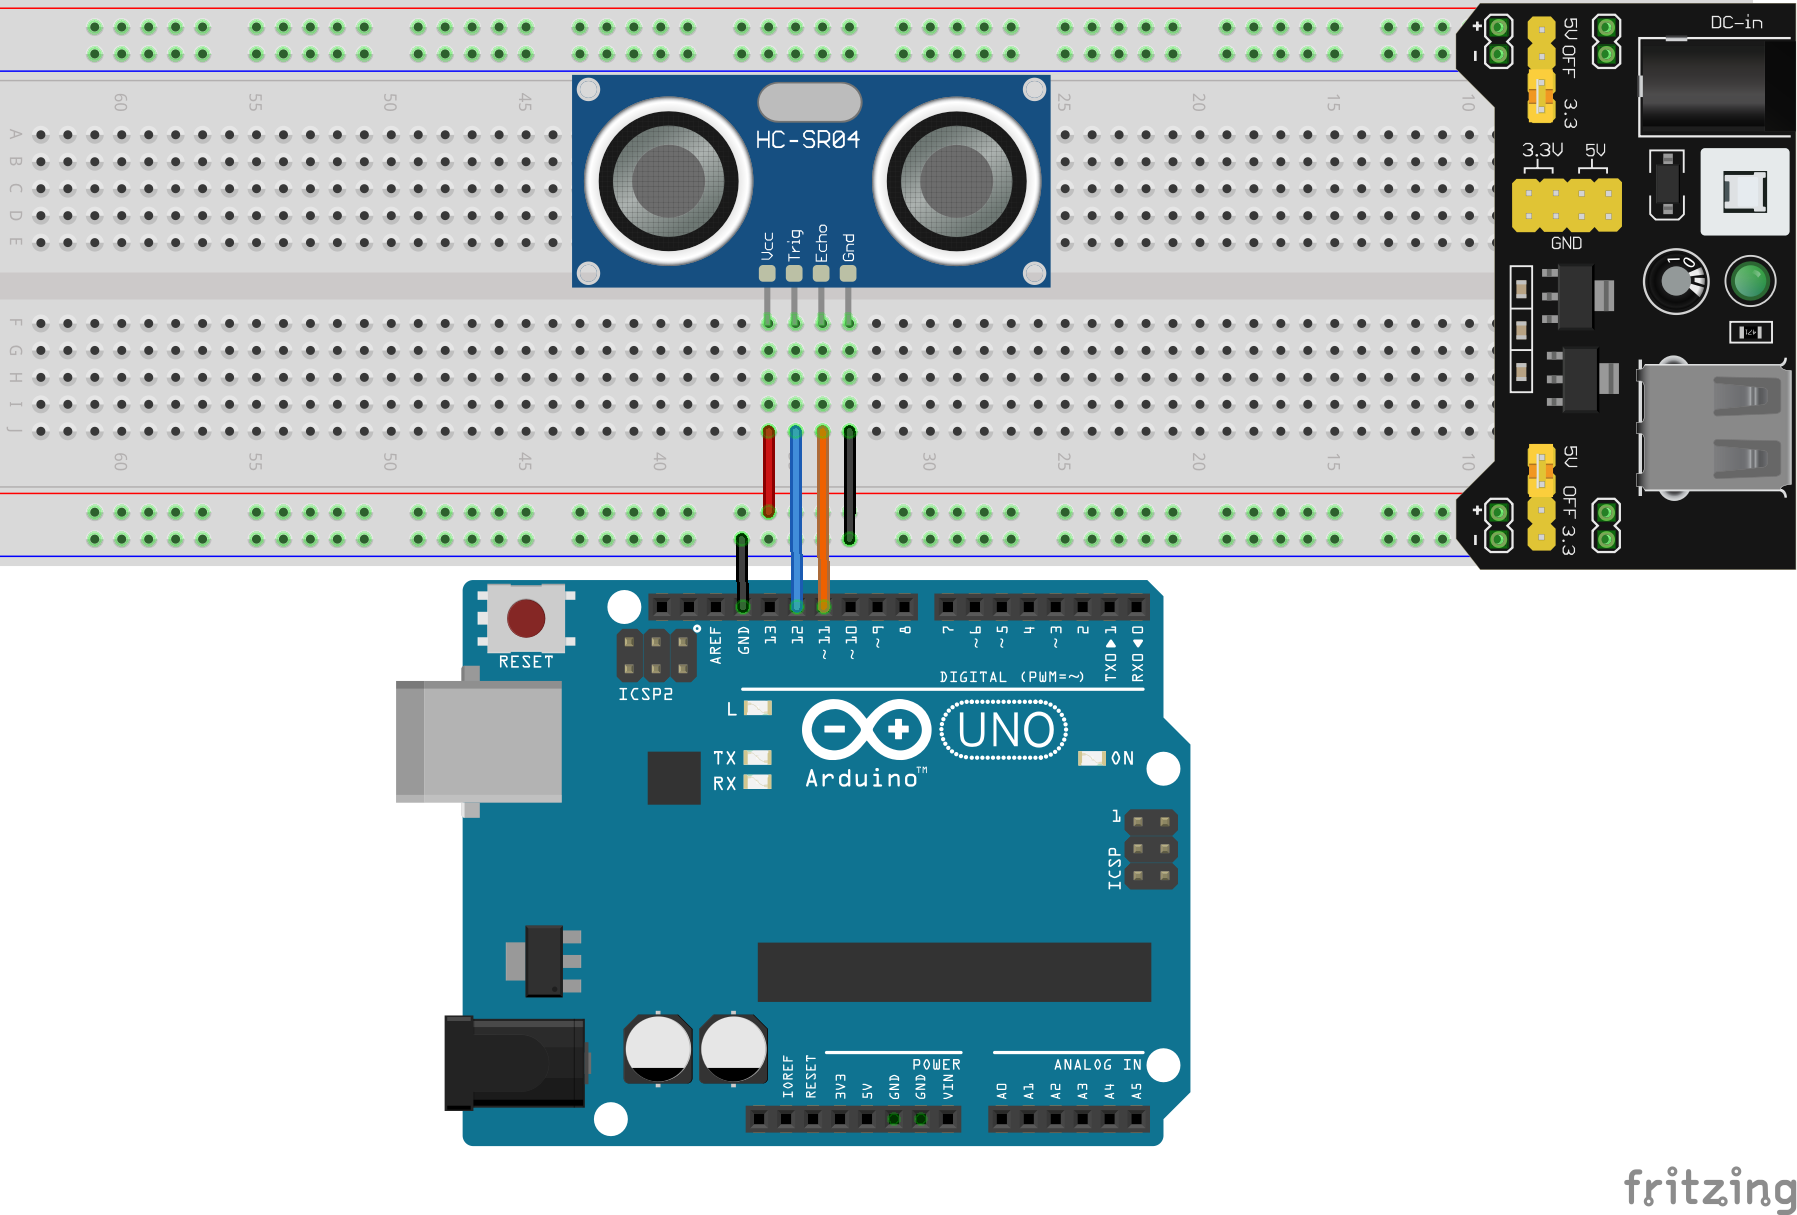 DC-in
+
−
5V OFF 3.3
60 55 45 25 20 15 10
A
B
C
D
E
HC-SR04
Vcc Trig Echo Gnd
3.3V 5V
GND
10
F
G
H
I
J
60 55 45 40 30 25 20 15 10
5V OFF 3.3
+
−
RESET
ICSP2
AREF GND 13 12 ~11 ~10 ~9 8 7 ~6 ~5 4 ~3 2 TX0▶1 RX0◀0
DIGITAL (PWM=~)
L
TX
RX
UNO
Arduino™
ON
1
ICSP
POWER
ANALOG IN
IOREF RESET 3V3 5V GND GND VIN A0 A1 A2 A3 A4 A5
fritzing